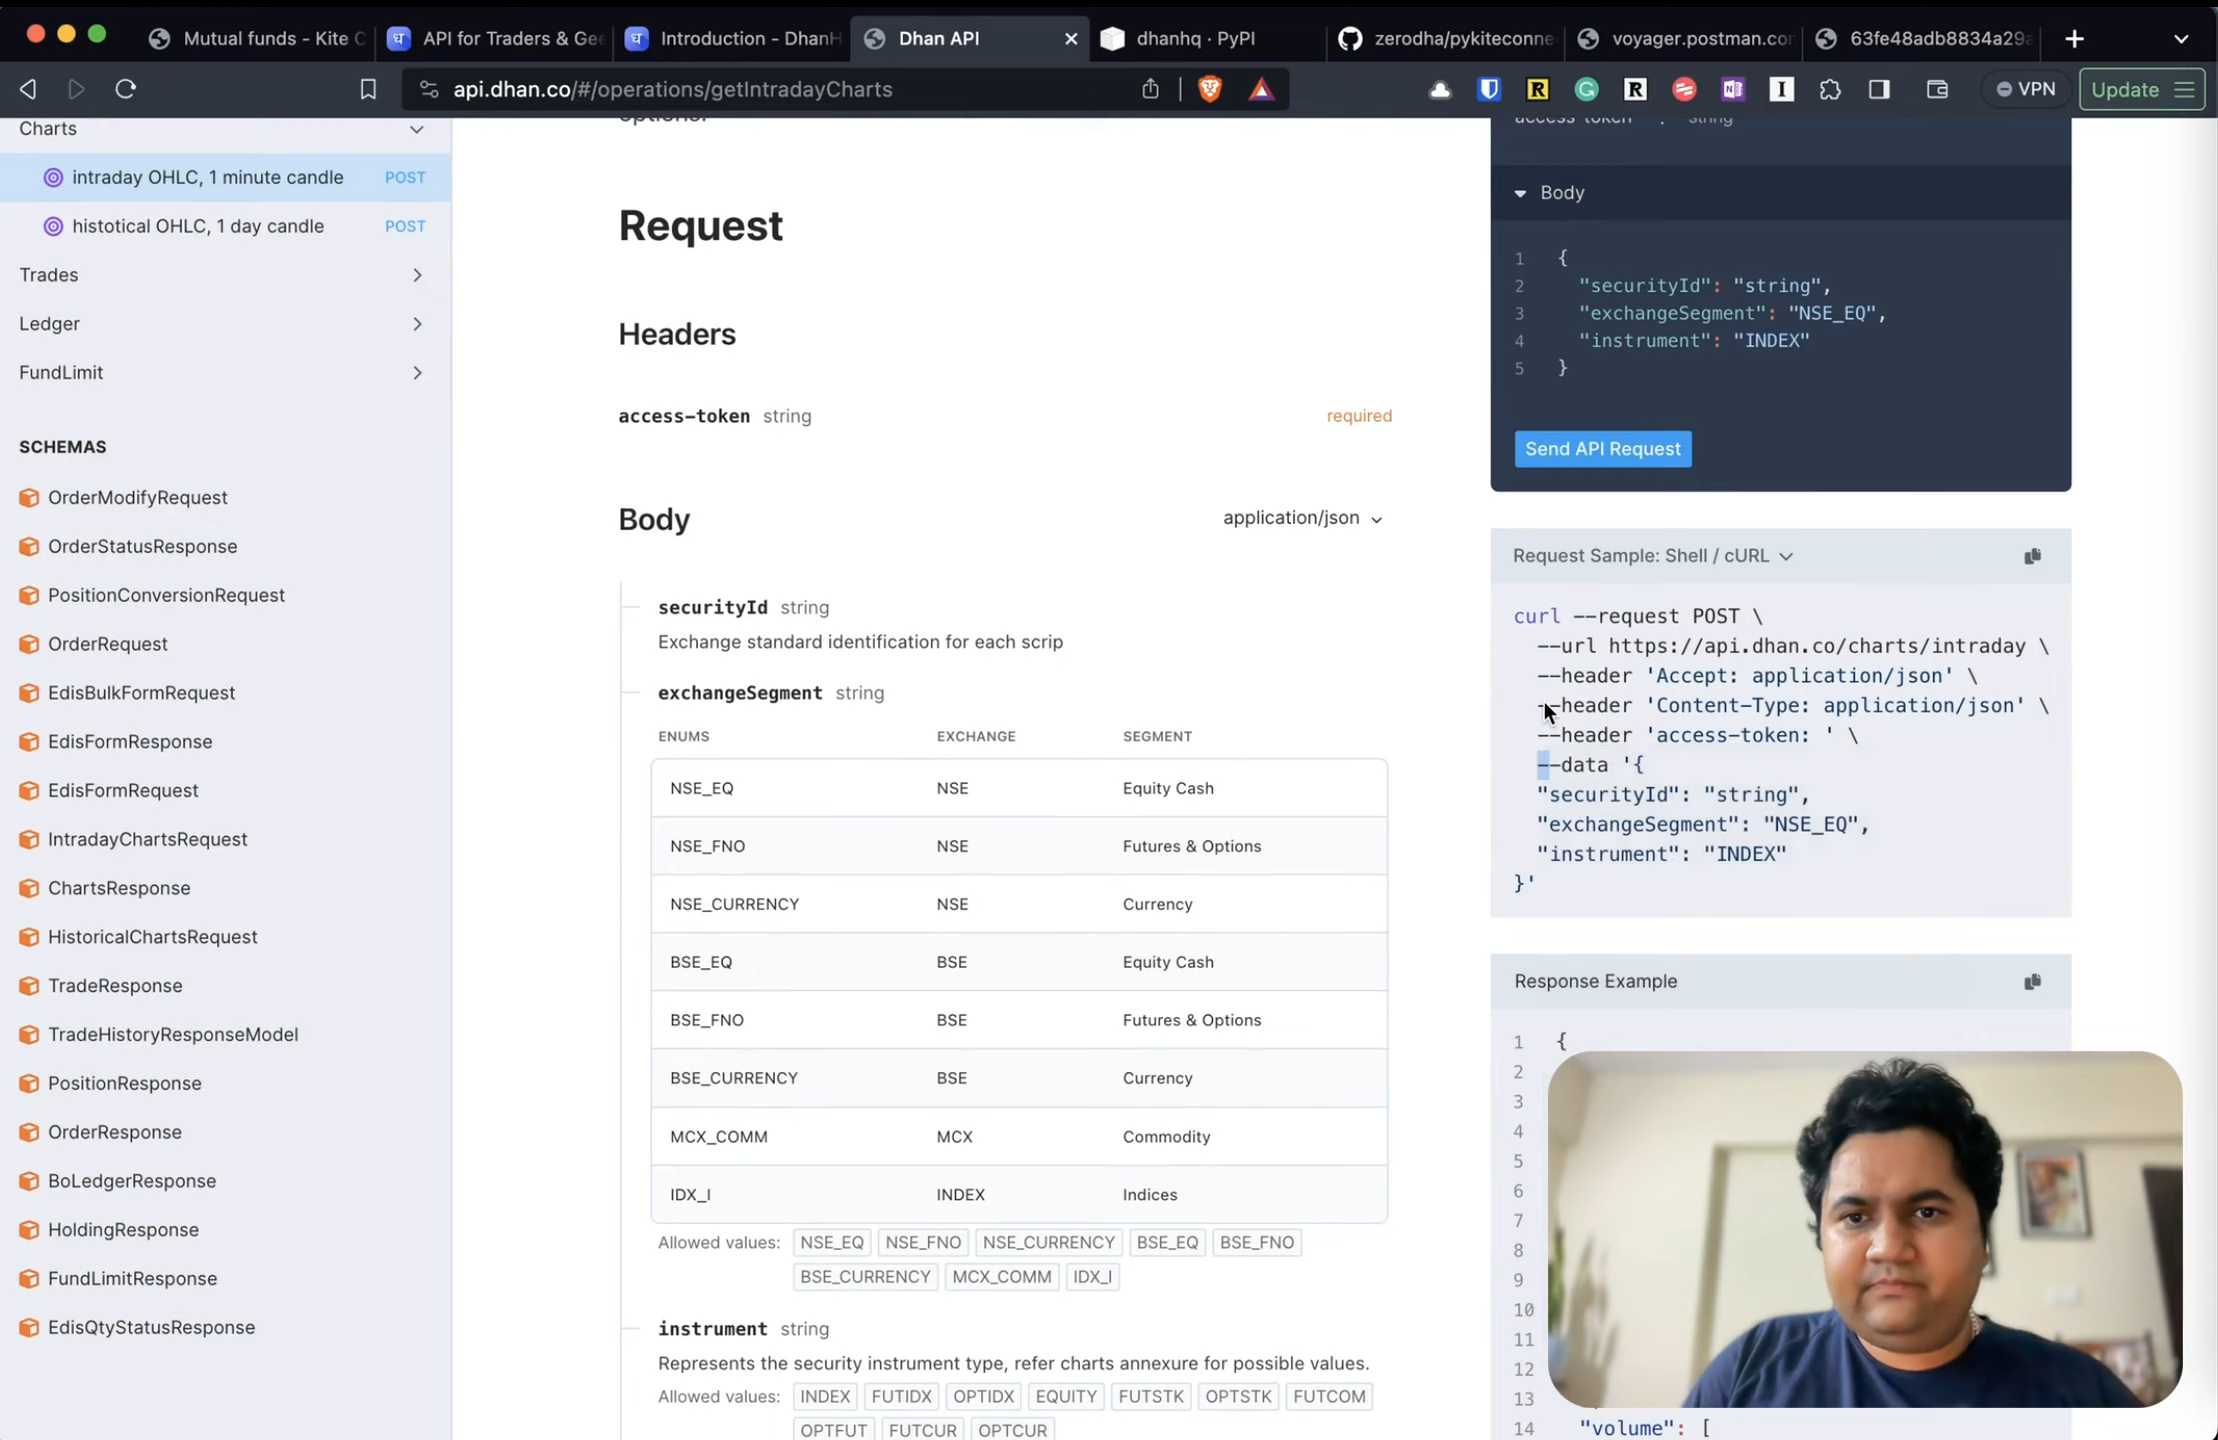 Mutual funds - Kite C
API for Traders & Gee
Introduction - DhanH
Dhan API
dhanhq · PyPI
zerodha/pykiteconne
voyager.postman.con
63fe48adb8834a29
api.dhan.co/#/operations/getIntradayCharts
VPN
Update
Charts
intraday OHLC, 1 minute candle POST
histotical OHLC, 1 day candle POST
Trades
Ledger
FundLimit
SCHEMAS
OrderModifyRequest
OrderStatusResponse
PositionConversionRequest
OrderRequest
EdisBulkFormRequest
EdisFormResponse
EdisFormRequest
IntradayChartsRequest
ChartsResponse
HistoricalChartsRequest
TradeResponse
TradeHistoryResponseModel
PositionResponse
OrderResponse
BoLedgerResponse
HoldingResponse
FundLimitResponse
EdisQtyStatusResponse
options.
Request
Headers
access-token string required
Body application/json
securityId string
Exchange standard identification for each scrip
exchangeSegment string
ENUMS EXCHANGE SEGMENT
NSE_EQ NSE Equity Cash
NSE_FNO NSE Futures & Options
NSE_CURRENCY NSE Currency
BSE_EQ BSE Equity Cash
BSE_FNO BSE Futures & Options
BSE_CURRENCY BSE Currency
MCX_COMM MCX Commodity
IDX_I INDEX Indices
Allowed values: NSE_EQ NSE_FNO NSE_CURRENCY BSE_EQ BSE_FNO
BSE_CURRENCY MCX_COMM IDX_I
instrument string
Represents the security instrument type, refer charts annexure for possible values.
Allowed values: INDEX FUTIDX OPTIDX EQUITY FUTSTK OPTSTK FUTCOM
OPTFUT FUTCUR OPTCUR
access-token : string
Body
1 {
2 "securityId": "string",
3 "exchangeSegment": "NSE_EQ",
4 "instrument": "INDEX"
5 }
Send API Request
Request Sample: Shell / cURL
curl --request POST \
--url https://api.dhan.co/charts/intraday \
--header 'Accept: application/json' \
--header 'Content-Type: application/json' \
--header 'access-token: ' \
--data '{
"securityId": "string",
"exchangeSegment": "NSE_EQ",
"instrument": "INDEX"
}'
Response Example
1 {
2
3
4
5
6
7
8
9
10
11
12
13
14 "volume": [